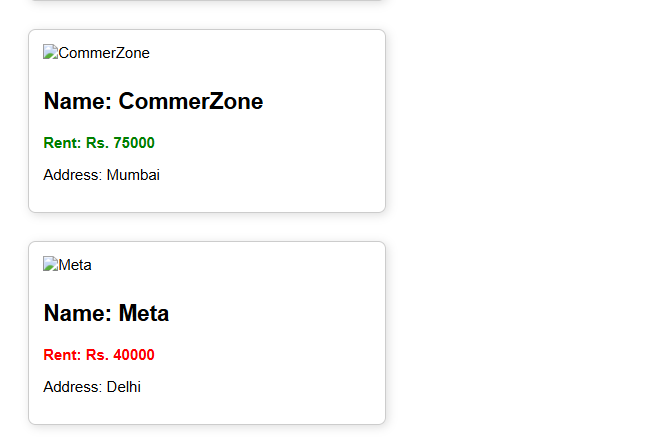 CommerZone
Name: CommerZone
Rent: Rs. 75000
Address: Mumbai
Meta
Name: Meta
Rent: Rs. 40000
Address: Delhi